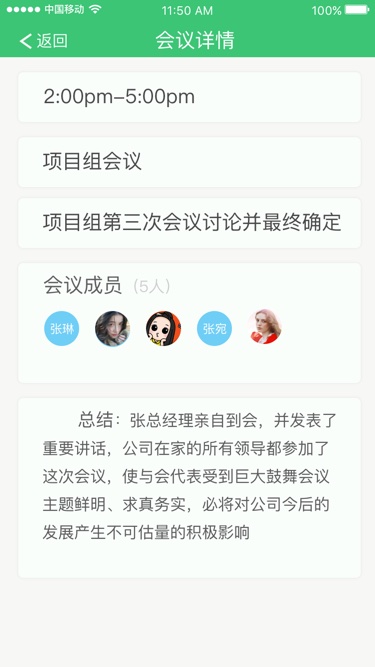 中国移动 11:50 AM 100%
返回 会议详情
2:00pm-5:00pm
项目组会议
项目组第三次会议讨论并最终确定
会议成员 (5人)
张琳 张宛
总结：张总经理亲自到会，并发表了
重要讲话，公司在家的所有领导都参加了
这次会议，使与会代表受到巨大鼓舞会议
主题鲜明、求真务实，必将对公司今后的
发展产生不可估量的积极影响